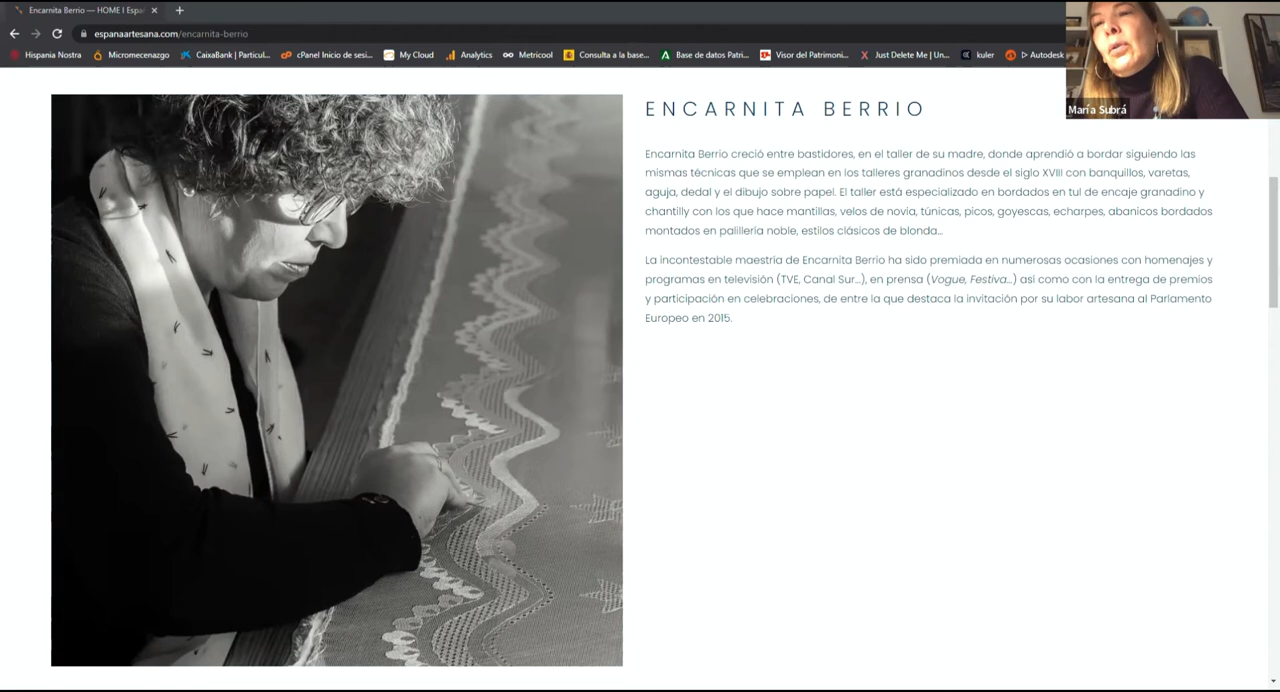 Encarnita Berrio — HOME I Espa
espanaartesana.com/encarnita-berrio
Hispania Nostra
Micromecenazgo
CaixaBank | Particul...
cPanel Inicio de sesi...
My Cloud
Analytics
Metricool
Consulta a la base...
Base de datos Patri...
Visor del Patrimoni...
Just Delete Me | Un...
kuler
Autodesk
María Subrá
ENCARNITA BERRIO
Encarnita Berrio creció entre bastidores, en el taller de su madre, donde aprendió a bordar siguiendo las
mismas técnicas que se emplean en los talleres granadinos desde el siglo XVIII con banquillos, varetas,
aguja, dedal y el dibujo sobre papel. El taller está especializado en bordados en tul de encaje granadino y
chantilly con los que hace mantillas, velos de novia, túnicas, picos, goyescas, echarpes, abanicos bordados
montados en palillería noble, estilos clásicos de blonda...
La incontestable maestría de Encarnita Berrio ha sido premiada en numerosas ocasiones con homenajes y
programas en televisión (TVE, Canal Sur...), en prensa (Vogue, Festiva...) así como con la entrega de premios
y participación en celebraciones, de entre la que destaca la invitación por su labor artesana al Parlamento
Europeo en 2015.